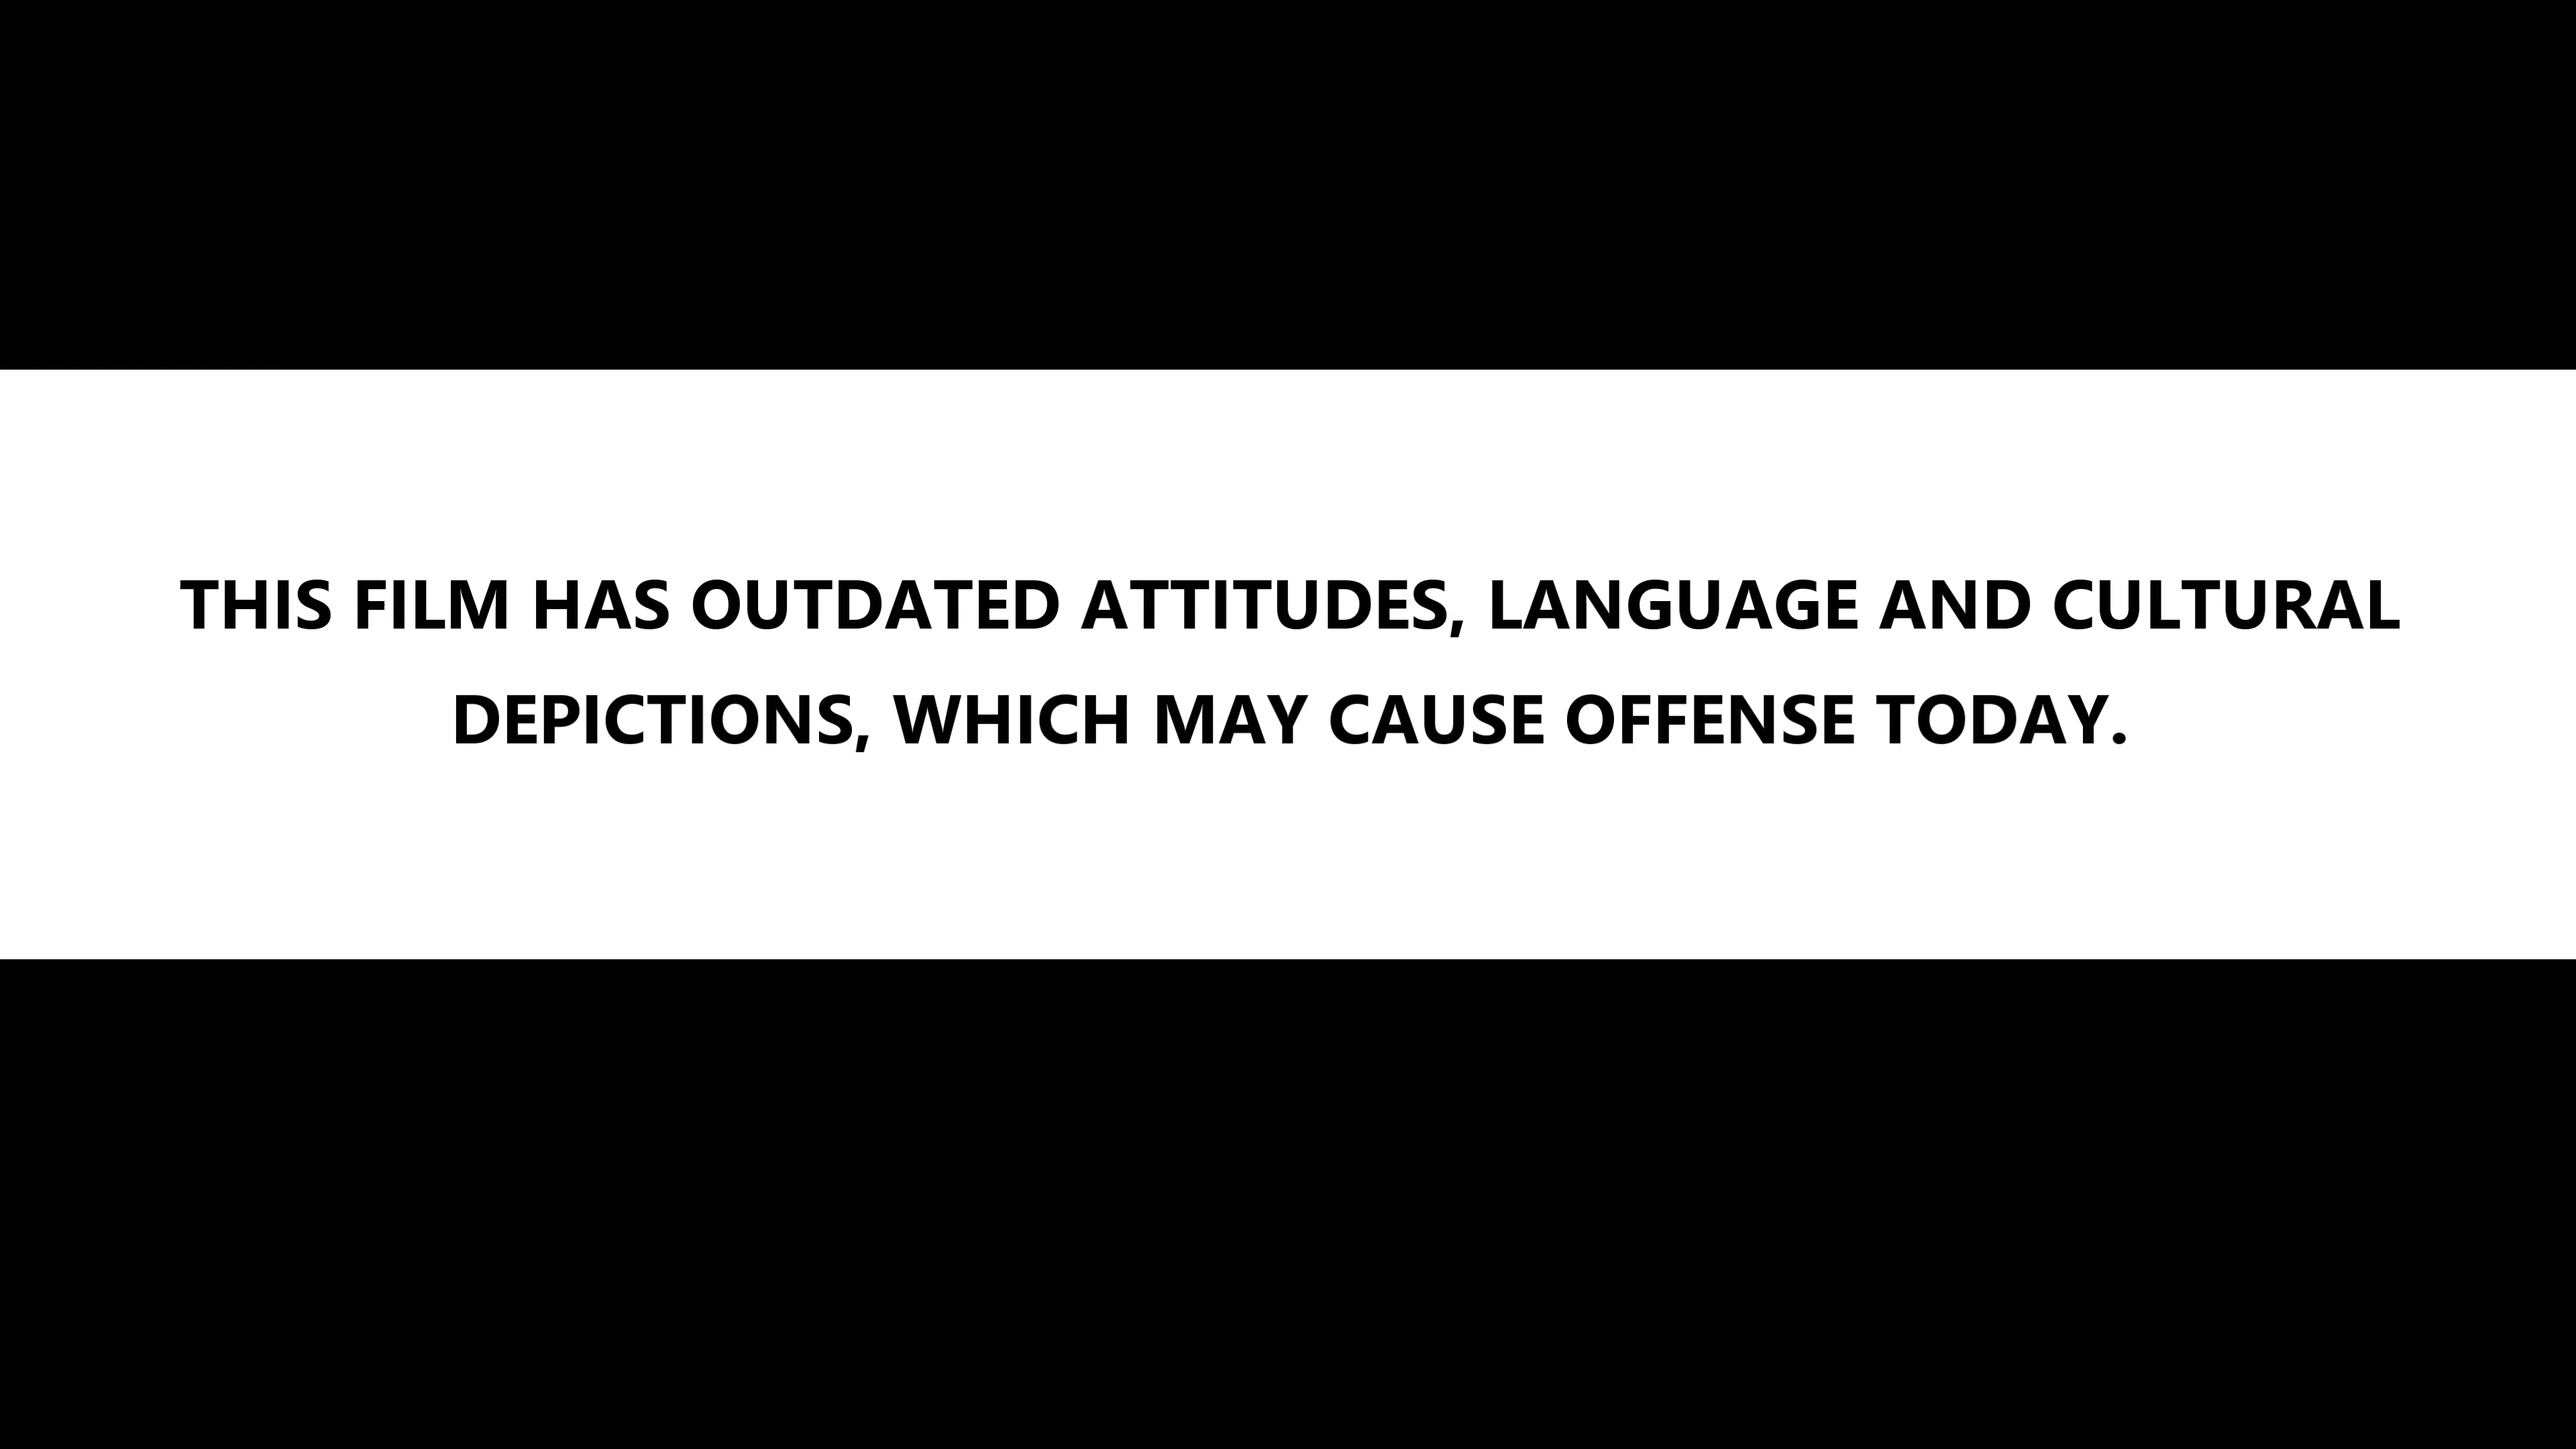 THIS FILM HAS OUTDATED ATTITUDES, LANGUAGE AND CULTURAL
DEPICTIONS, WHICH MAY CAUSE OFFENSE TODAY.